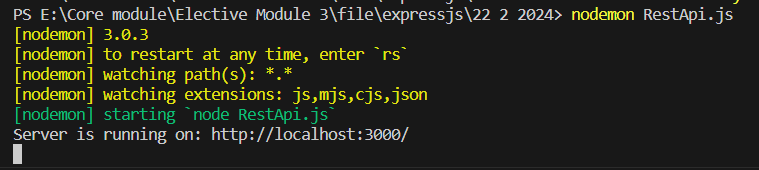 PS E:\Core module\Elective Module 3\file\expressjs\22 2 2024> nodemon RestApi.js
[nodemon] 3.0.3
[nodemon] to restart at any time, enter `rs`
[nodemon] watching path(s): *.*
[nodemon] watching extensions: js,mjs,cjs,json
[nodemon] starting `node RestApi.js`
Server is running on: http://localhost:3000/